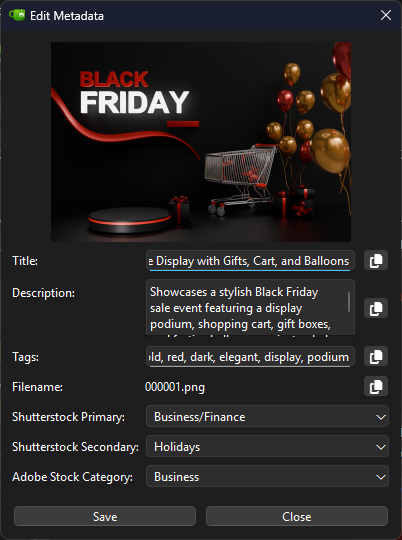 Edit Metadata
BLACK
FRIDAY
Title:
e Display with Gifts, Cart, and Balloons
Description:
Showcases a stylish Black Friday
sale event featuring a display
podium, shopping cart, gift boxes,
Tags:
old, red, dark, elegant, display, podium
Filename:
000001.png
Shutterstock Primary:
Business/Finance
Shutterstock Secondary:
Holidays
Adobe Stock Category:
Business
Save
Close